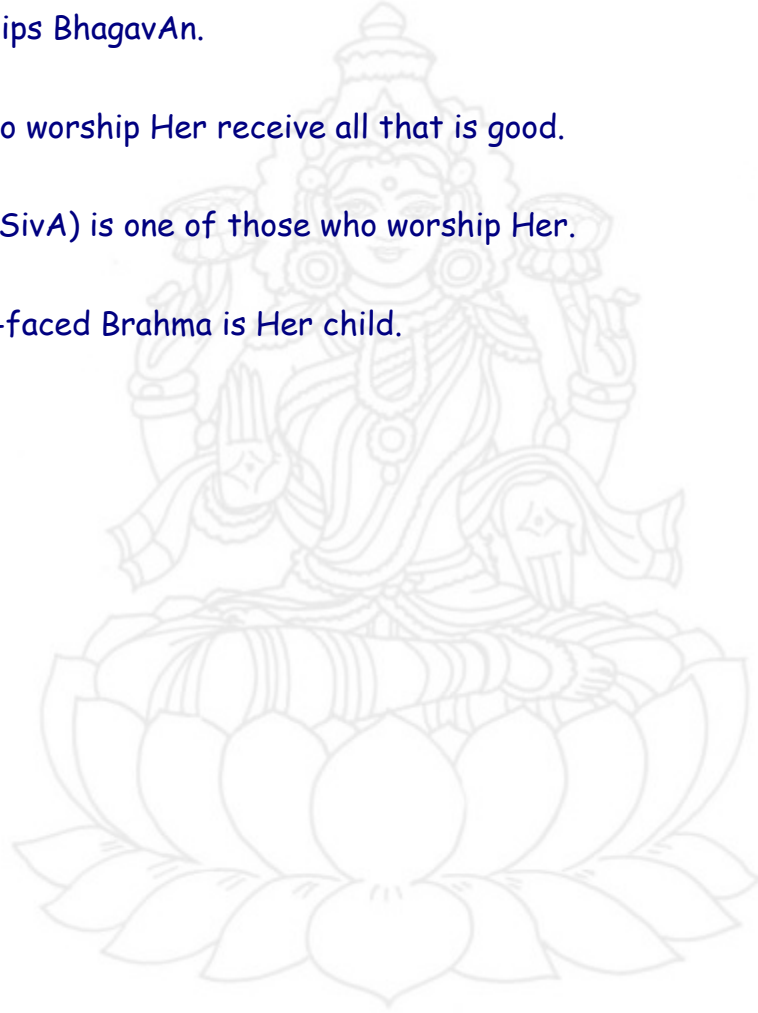 ips BhagavAn.
o worship Her receive all that is good.
SivA) is one of those who worship Her.
-faced Brahma is Her child.